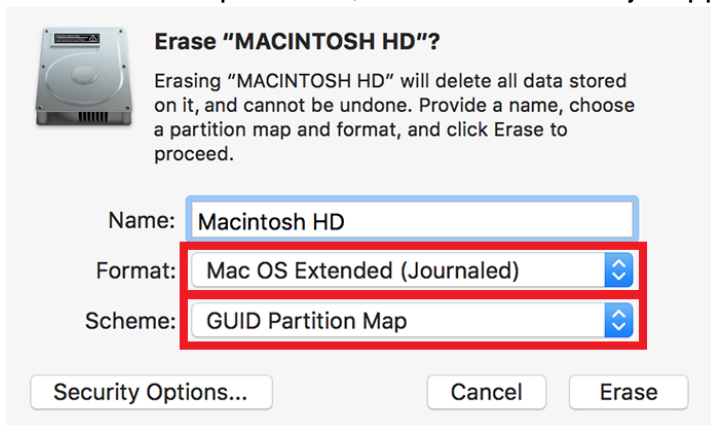 Erase “MACINTOSH HD”?
Erasing “MACINTOSH HD” will delete all data stored
on it, and cannot be undone. Provide a name, choose
a partition map and format, and click Erase to
proceed.
Name: Macintosh HD
Format: Mac OS Extended (Journaled)
Scheme: GUID Partition Map
Security Options... Cancel Erase